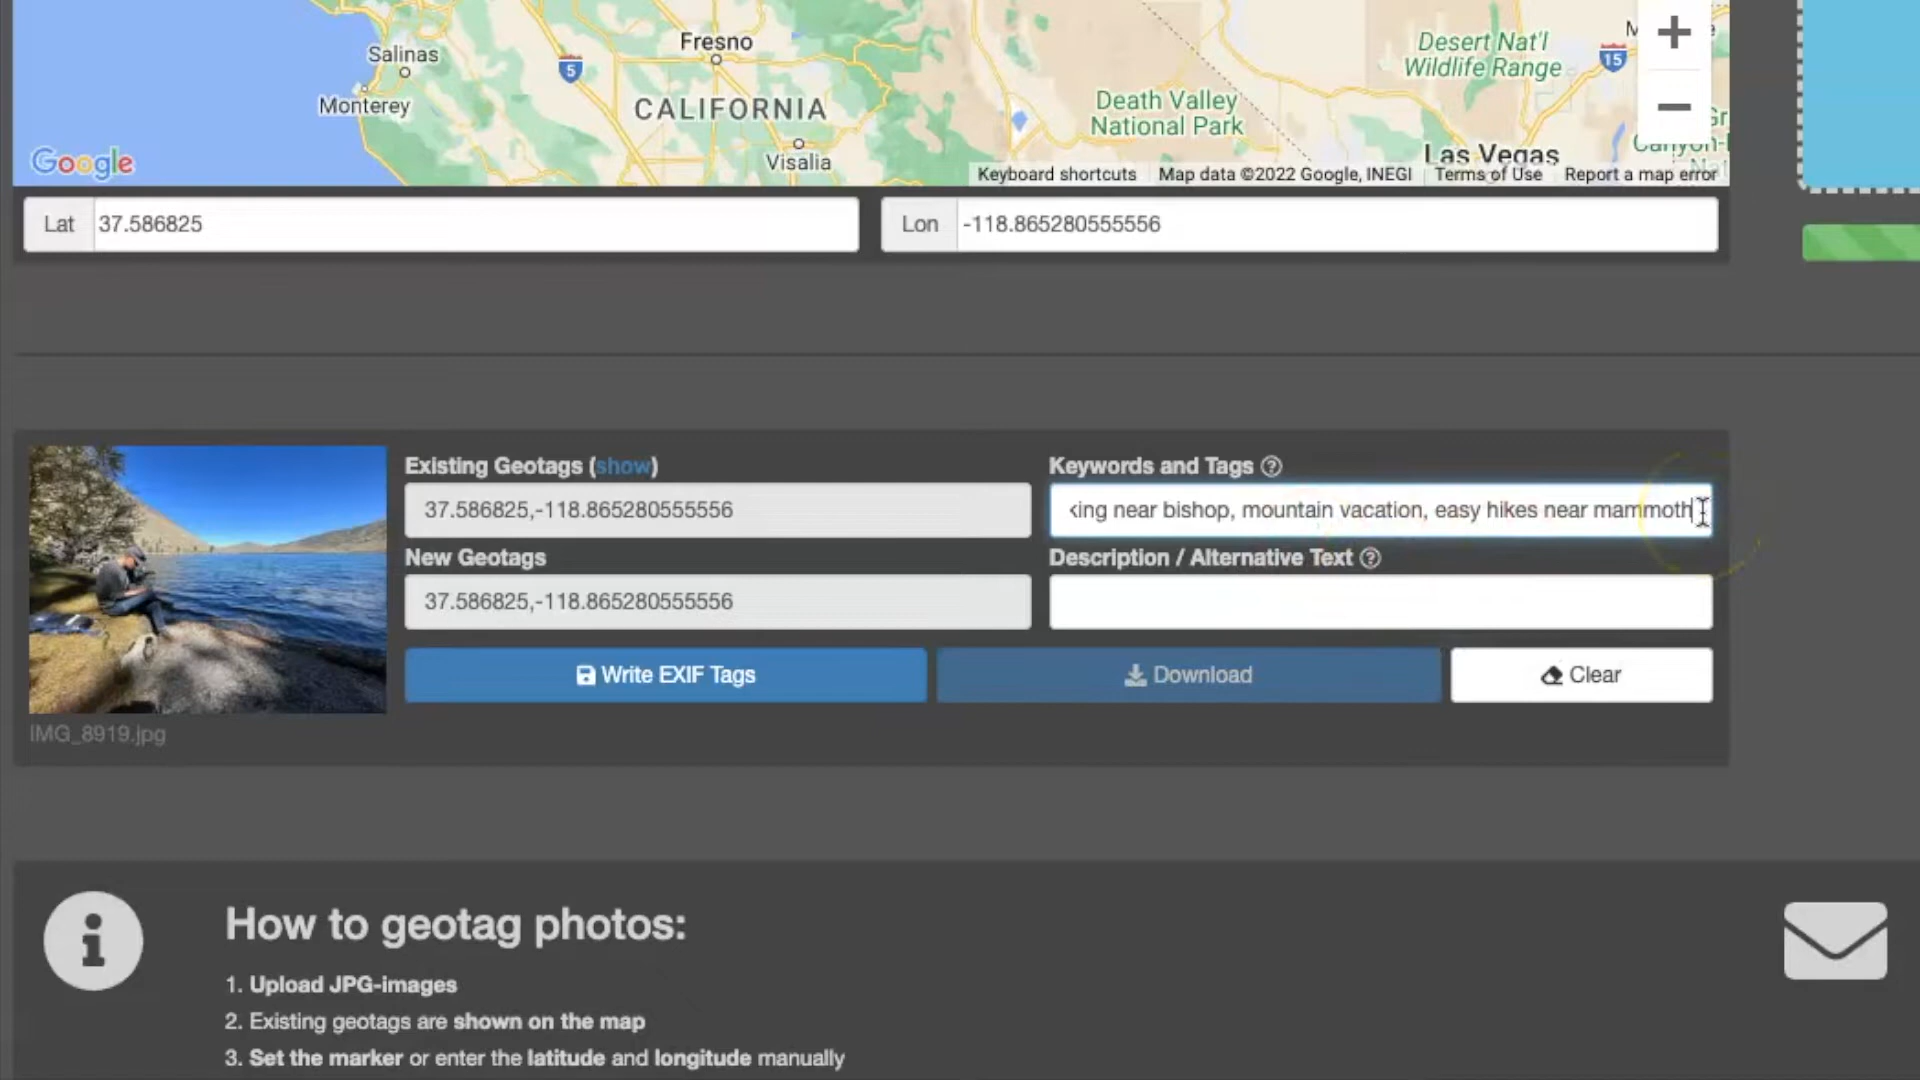 Salinas
Fresno
Desert Nat'l
Wildlife Range
15
5
Monterey
CALIFORNIA
Death Valley
National Park
Visalia
Las Vegas
Google
Keyboard shortcuts Map data ©2022 Google, INEGI Terms of Use Report a map error
Lat 37.586825 Lon -118.865280555556
Existing Geotags (show)
37.586825,-118.865280555556
New Geotags
37.586825,-118.865280555556
Keywords and Tags
king near bishop, mountain vacation, easy hikes near mammoth
Description / Alternative Text
Write EXIF Tags Download Clear
IMG_8919.jpg
How to geotag photos:
1. Upload JPG-images
2. Existing geotags are shown on the map
3. Set the marker or enter the latitude and longitude manually